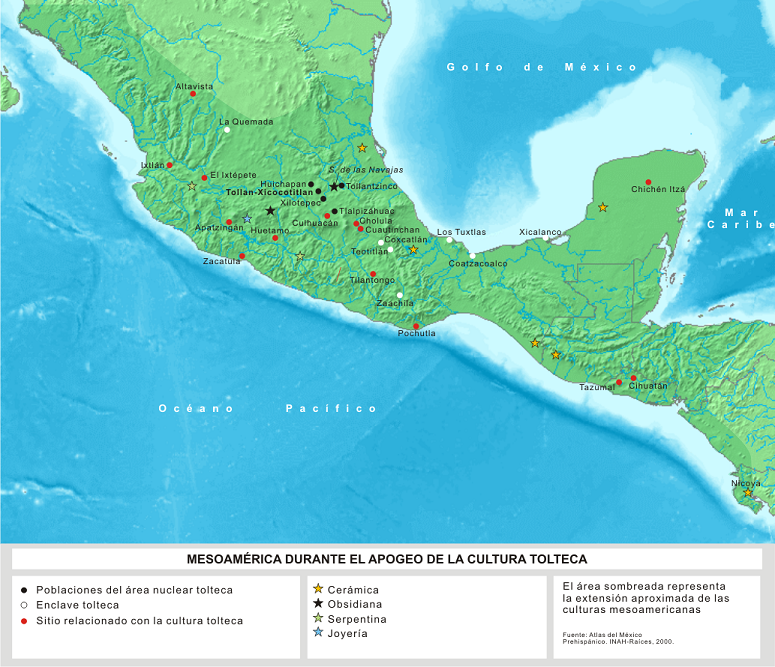 Golfo de México
Altavista
La Quemada
S. de las Navajas
Ixtlán
El Ixtépete
Huichapan
Tollantzinco
Tollan-Xicocotitlan
Xilotepec
Chichén Itzá
Mar
Caribe
Tlalpizáhuac
Culhuacán
Cholula
Apatzingán
Huetamo
Cuautinchan
Coxcatlán
Los Tuxtlas
Xicalanco
Teotitlán
Zacatula
Coatzacoalco
Tilantongo
Zaachila
Pochutla
Tazumal
Cihuatán
Océano Pacífico
Nicoya
MESOAMÉRICA DURANTE EL APOGEO DE LA CULTURA TOLTECA
Poblaciones del área nuclear tolteca
Enclave tolteca
Sitio relacionado con la cultura tolteca
Cerámica
Obsidiana
Serpentina
Joyería
El área sombreada representa
la extensión aproximada de las
culturas mesoamericanas
Fuente: Atlas del México
Prehispánico. INAH-Raíces, 2000.